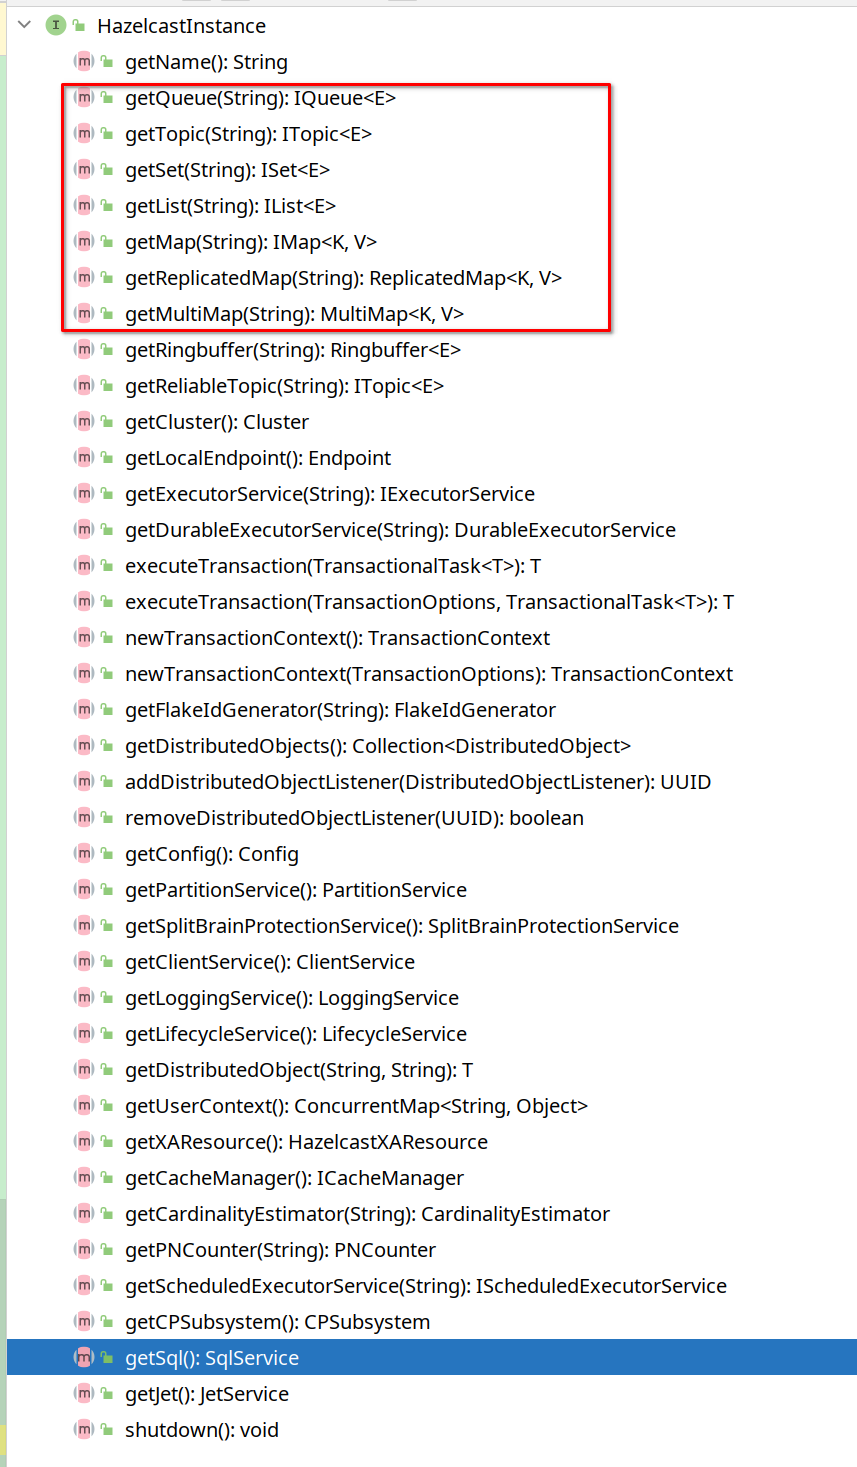 HazelcastInstance
getName(): String
getQueue(String): IQueue<E>
getTopic(String): ITopic<E>
getSet(String): ISet<E>
getList(String): IList<E>
getMap(String): IMap<K, V>
getReplicatedMap(String): ReplicatedMap<K, V>
getMultiMap(String): MultiMap<K, V>
getRingbuffer(String): Ringbuffer<E>
getReliableTopic(String): ITopic<E>
getCluster(): Cluster
getLocalEndpoint(): Endpoint
getExecutorService(String): IExecutorService
getDurableExecutorService(String): DurableExecutorService
executeTransaction(TransactionalTask<T>): T
executeTransaction(TransactionOptions, TransactionalTask<T>): T
newTransactionContext(): TransactionContext
newTransactionContext(TransactionOptions): TransactionContext
getFlakeIdGenerator(String): FlakeIdGenerator
getDistributedObjects(): Collection<DistributedObject>
addDistributedObjectListener(DistributedObjectListener): UUID
removeDistributedObjectListener(UUID): boolean
getConfig(): Config
getPartitionService(): PartitionService
getSplitBrainProtectionService(): SplitBrainProtectionService
getClientService(): ClientService
getLoggingService(): LoggingService
getLifecycleService(): LifecycleService
getDistributedObject(String, String): T
getUserContext(): ConcurrentMap<String, Object>
getXAResource(): HazelcastXAResource
getCacheManager(): ICacheManager
getCardinalityEstimator(String): CardinalityEstimator
getPNCounter(String): PNCounter
getScheduledExecutorService(String): IScheduledExecutorService
getCPSubsystem(): CPSubsystem
getSql(): SqlService
getJet(): JetService
shutdown(): void